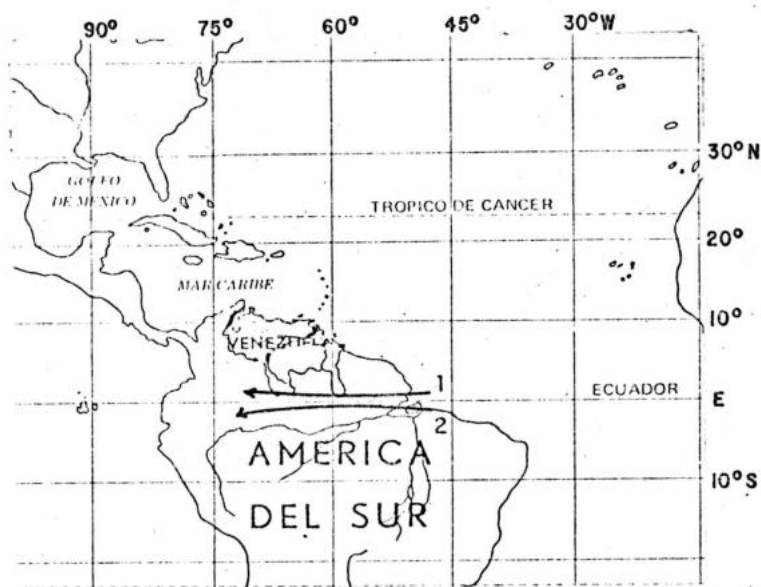 90° 75° 60° 45° 30°W
30°N
GOLFO
DE MEXICO
TROPICO DE CANCER
20°
MAR CARIBE
10°
VENEZUELA
1
ECUADOR E
2
AMERICA
10°S
DEL SUR